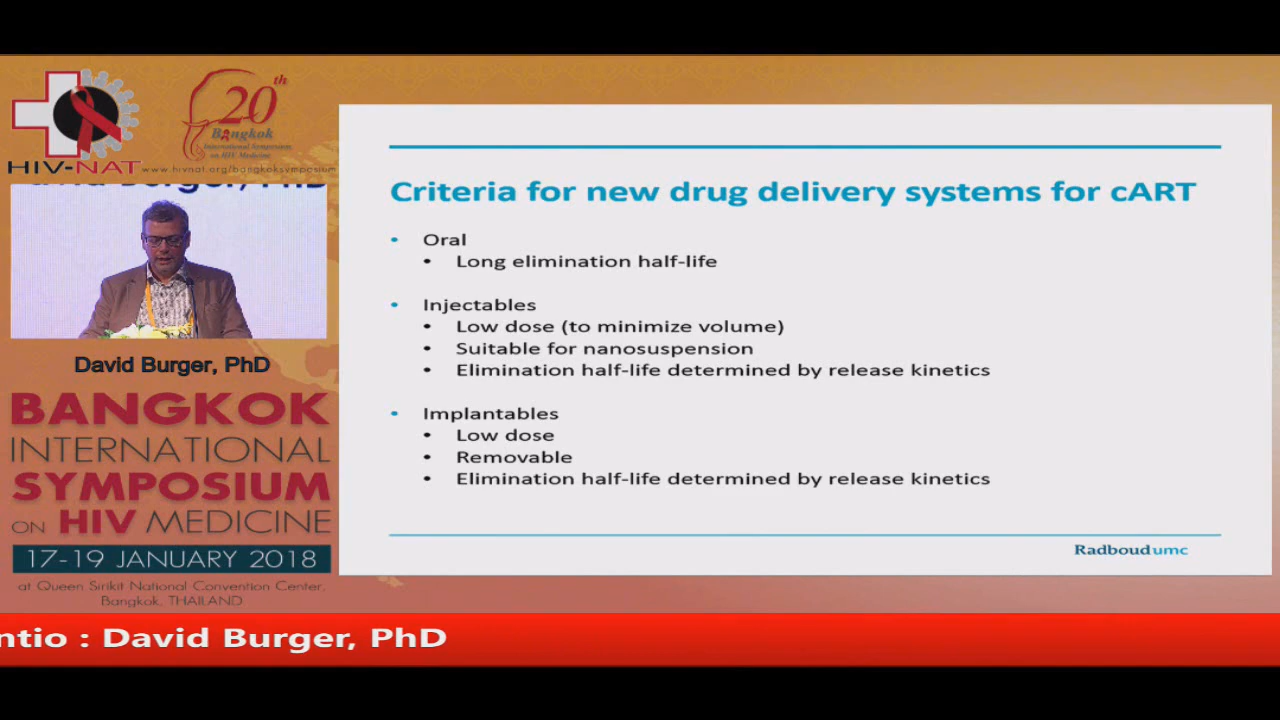 HIV-NAT
www.hivnat.org/bangkoksymposium
20th
Bangkok
International Symposium
on HIV Medicine
David Burger, PhD
David Burger, PhD
BANGKOK
INTERNATIONAL
SYMPOSIUM
ON HIV MEDICINE
17-19 JANUARY 2018
at Queen Sirikit National Convention Center,
Bangkok, THAILAND
Criteria for new drug delivery systems for cART
• Oral
• Long elimination half-life
• Injectables
• Low dose (to minimize volume)
• Suitable for nanosuspension
• Elimination half-life determined by release kinetics
• Implantables
• Low dose
• Removable
• Elimination half-life determined by release kinetics
Radboudumc
ntio : David Burger, PhD